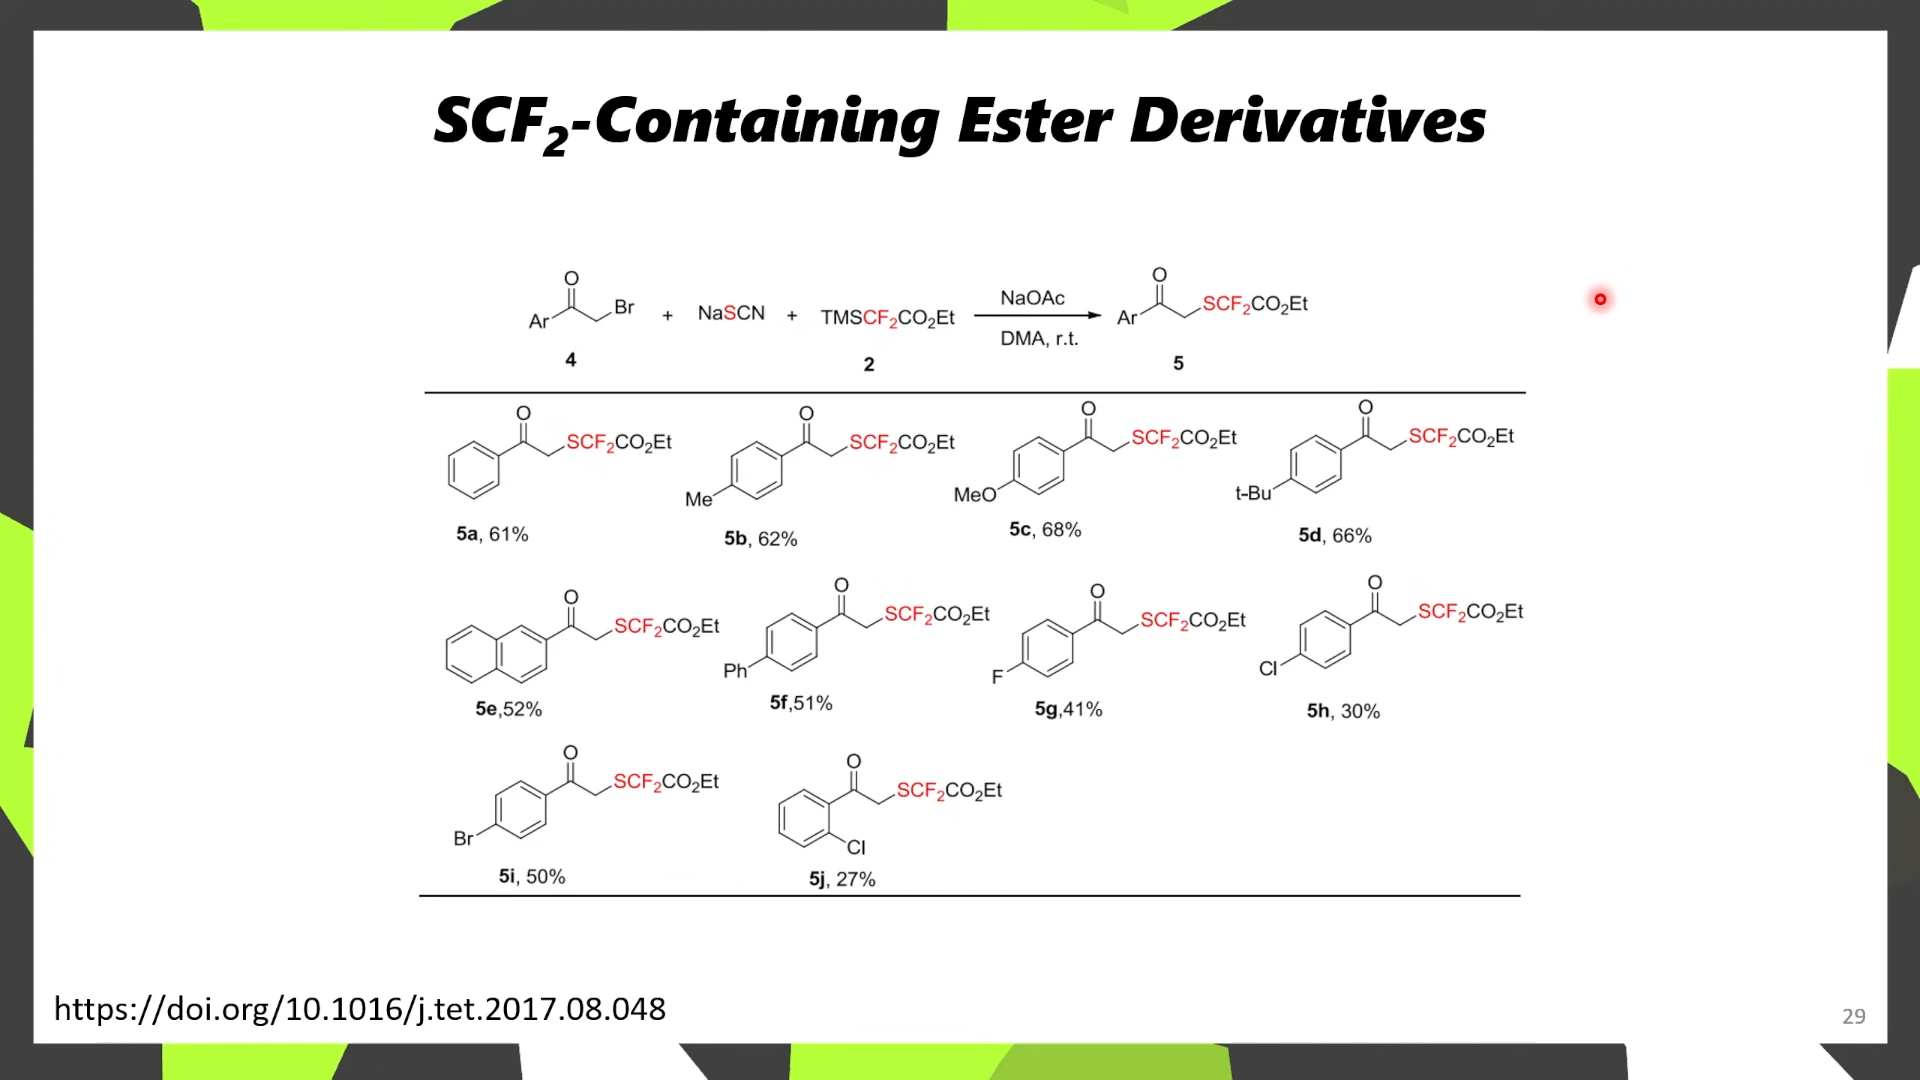 SCF₂-Containing Ester Derivatives
O
Ar Br + NaSCN + TMSCF₂CO₂Et NaOAc DMA, r.t. O Ar SCF₂CO₂Et
4 2 5
O SCF₂CO₂Et
5a, 61%
O SCF₂CO₂Et
Me
5b, 62%
O SCF₂CO₂Et
MeO
5c, 68%
O SCF₂CO₂Et
t-Bu
5d, 66%
O SCF₂CO₂Et
5e,52%
O SCF₂CO₂Et
Ph
5f,51%
O SCF₂CO₂Et
F
5g,41%
O SCF₂CO₂Et
Cl
5h, 30%
O SCF₂CO₂Et
Br
5i, 50%
O SCF₂CO₂Et
Cl
5j, 27%
https://doi.org/10.1016/j.tet.2017.08.048
29